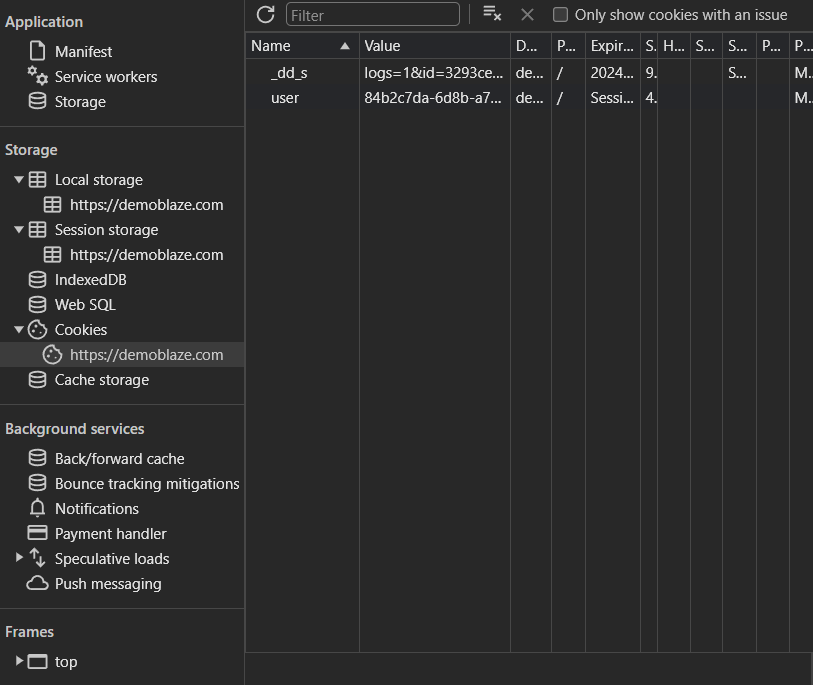 Application
Manifest
Service workers
Storage
Storage
Local storage
https://demoblaze.com
Session storage
https://demoblaze.com
IndexedDB
Web SQL
Cookies
https://demoblaze.com
Cache storage
Background services
Back/forward cache
Bounce tracking mitigations
Notifications
Payment handler
Speculative loads
Push messaging
Frames
top
Filter
Only show cookies with an issue
Name Value D... P... Expir... S. H... S... S... P... P..
_dd_s logs=1&id=3293ce... de... / 2024... 9. S... M..
user 84b2c7da-6d8b-a7... de... / Sessi... 4. M..